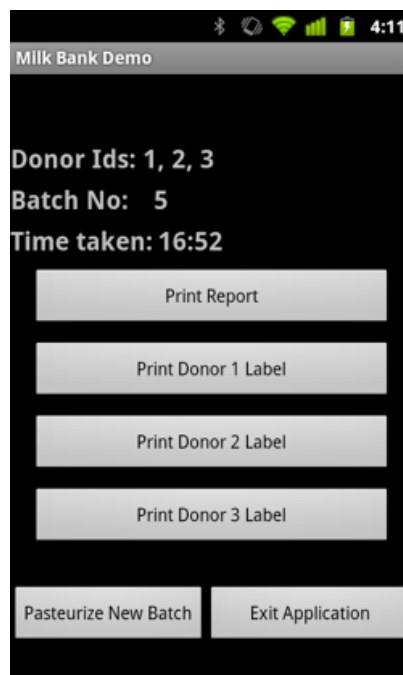 4:11
Milk Bank Demo
Donor Ids: 1, 2, 3
Batch No: 5
Time taken: 16:52
Print Report
Print Donor 1 Label
Print Donor 2 Label
Print Donor 3 Label
Pasteurize New Batch Exit Application